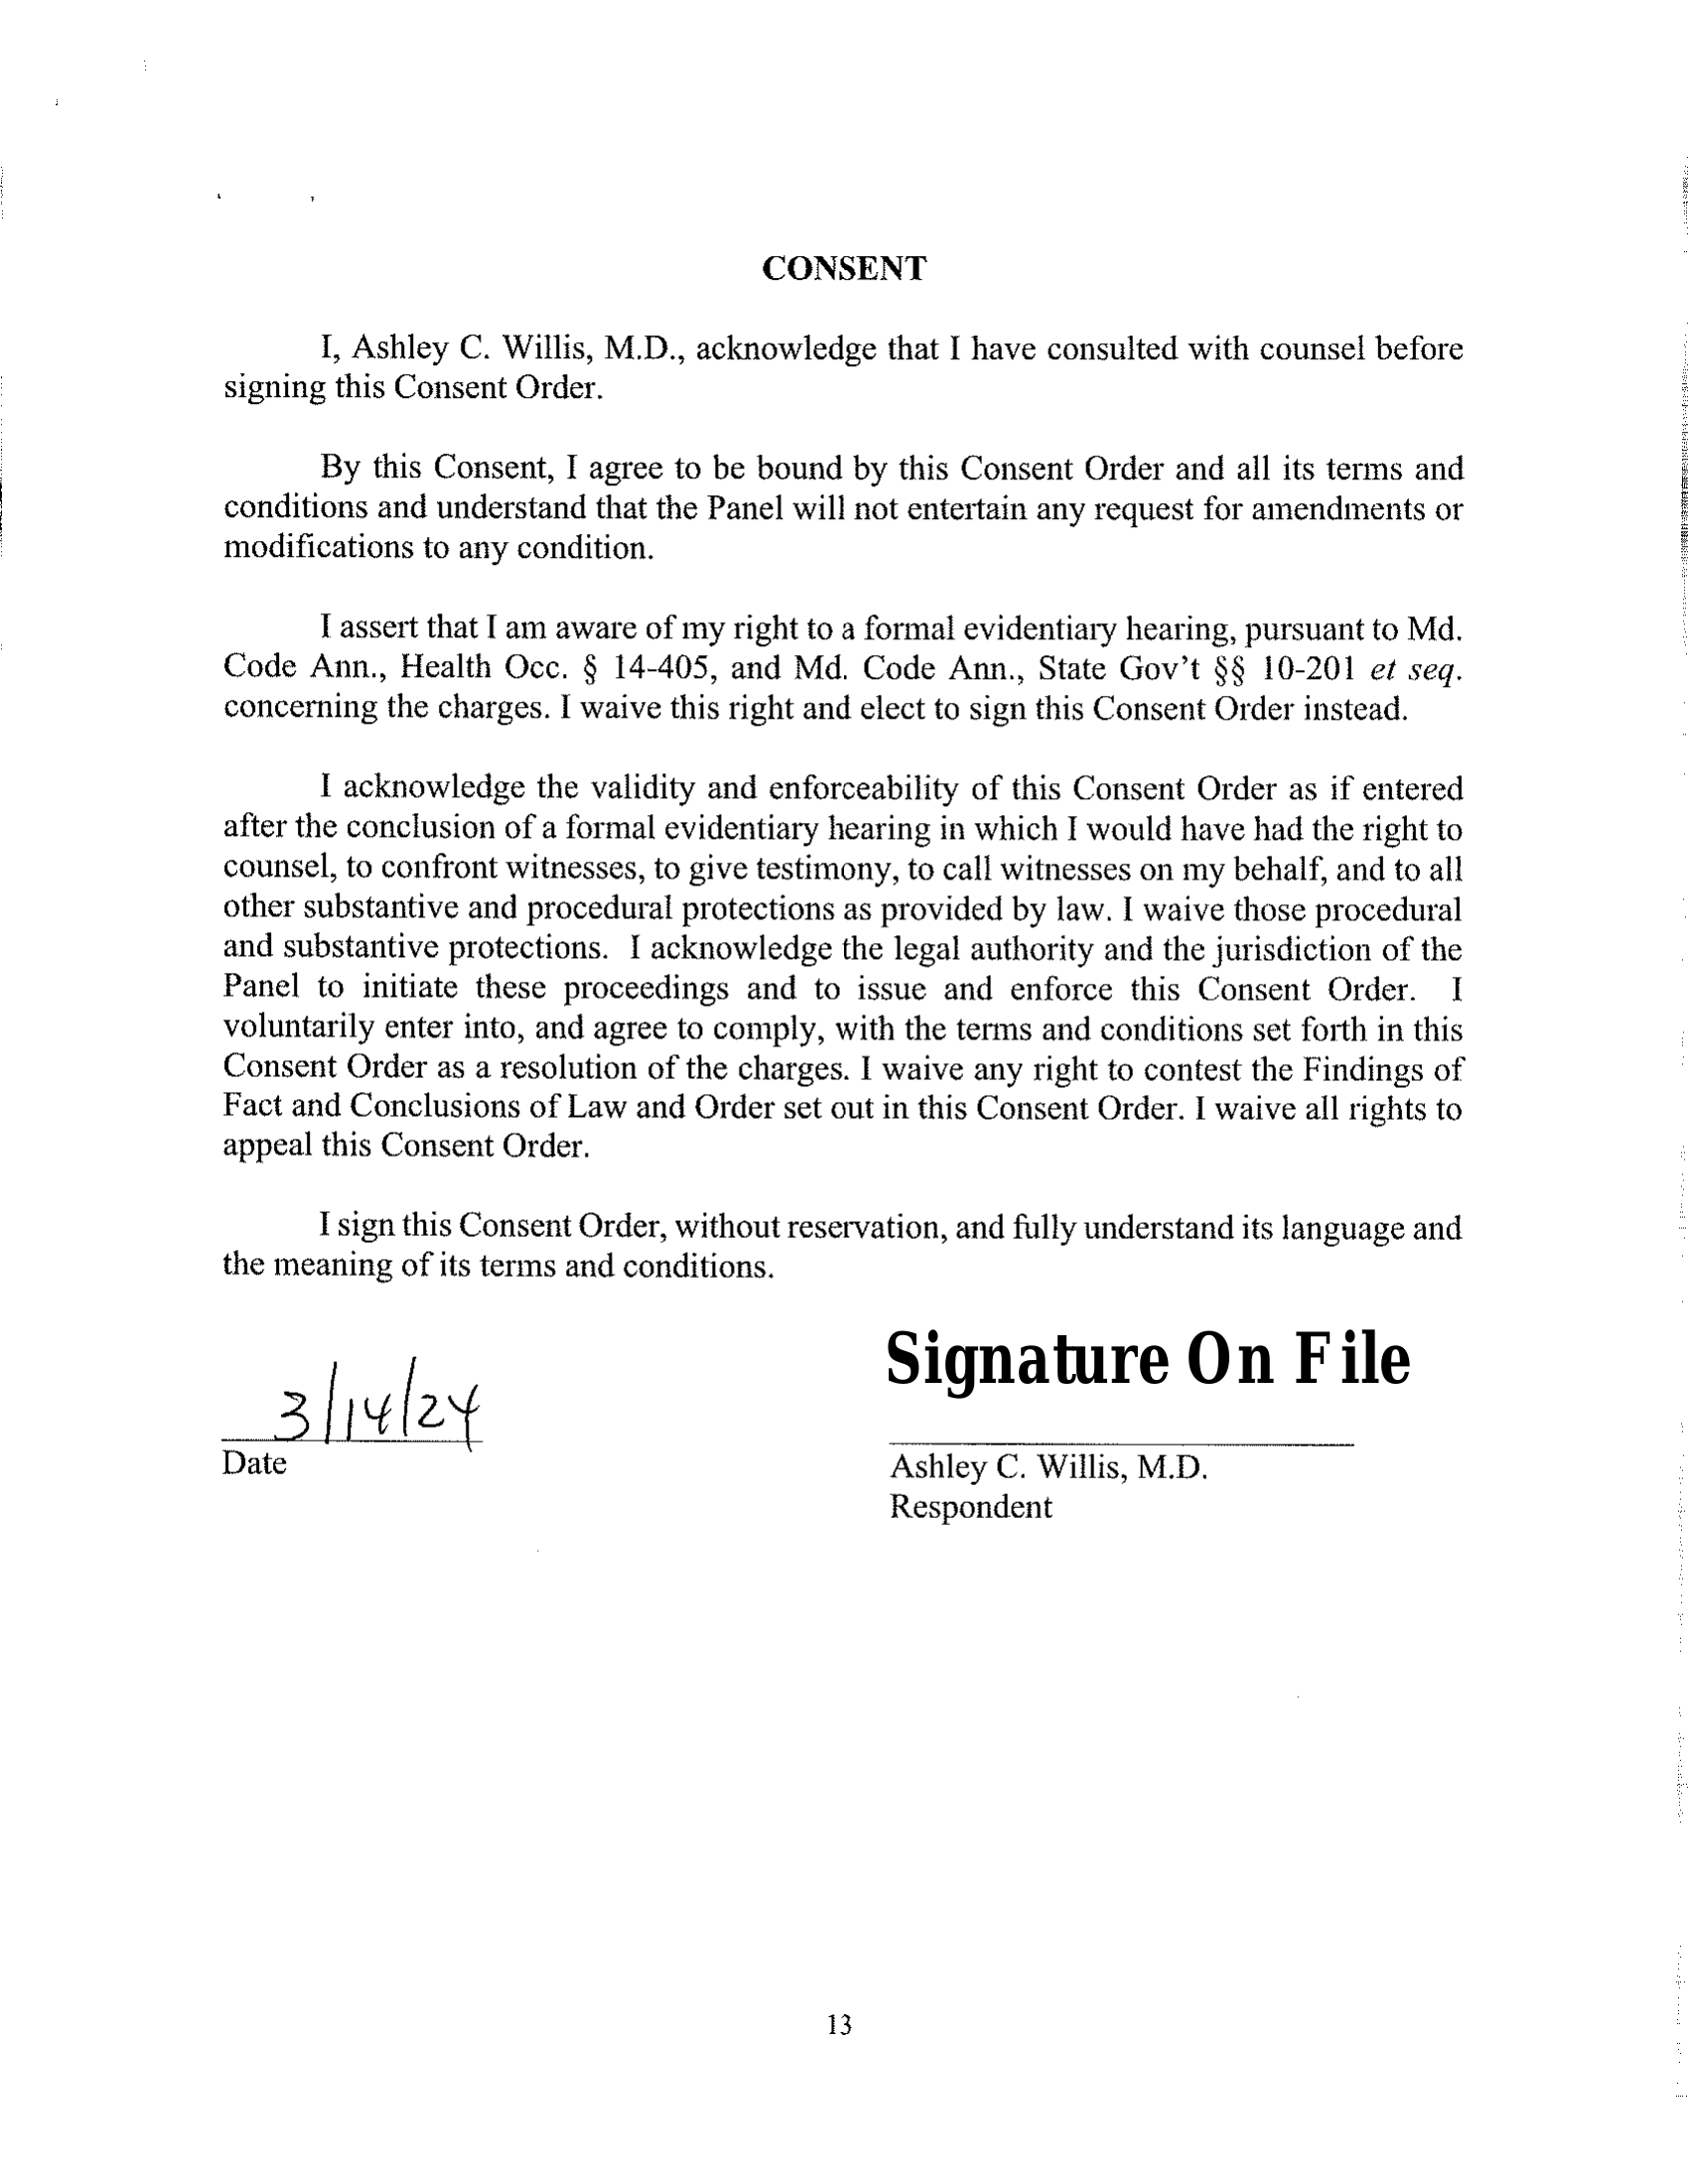 CONSENT
I, Ashley C. Willis, M.D., acknowledge that I have consulted with counsel before
signing this Consent Order.
By this Consent, I agree to be bound by this Consent Order and all its terms and
conditions and understand that the Panel will not entertain any request for amendments or
modifications to any condition.
I assert that I am aware of my right to a formal evidentiary hearing, pursuant to Md.
Code Ann., Health Occ. § 14-405, and Md. Code Ann., State Gov't §§ 10-201 et seq.
concerning the charges. I waive this right and elect to sign this Consent Order instead.
I acknowledge the validity and enforceability of this Consent Order as if entered
after the conclusion of a formal evidentiary hearing in which I would have had the right to
counsel, to confront witnesses, to give testimony, to call witnesses on my behalf, and to all
other substantive and procedural protections as provided by law. I waive those procedural
and substantive protections. I acknowledge the legal authority and the jurisdiction of the
Panel to initiate these proceedings and to issue and enforce this Consent Order. I
voluntarily enter into, and agree to comply, with the terms and conditions set forth in this
Consent Order as a resolution of the charges. I waive any right to contest the Findings of
Fact and Conclusions of Law and Order set out in this Consent Order. I waive all rights to
appeal this Consent Order.
I sign this Consent Order, without reservation, and fully understand its language and
the meaning of its terms and conditions.
Signature On File
3/14/24
Date
Ashley C. Willis, M.D.
Respondent
13